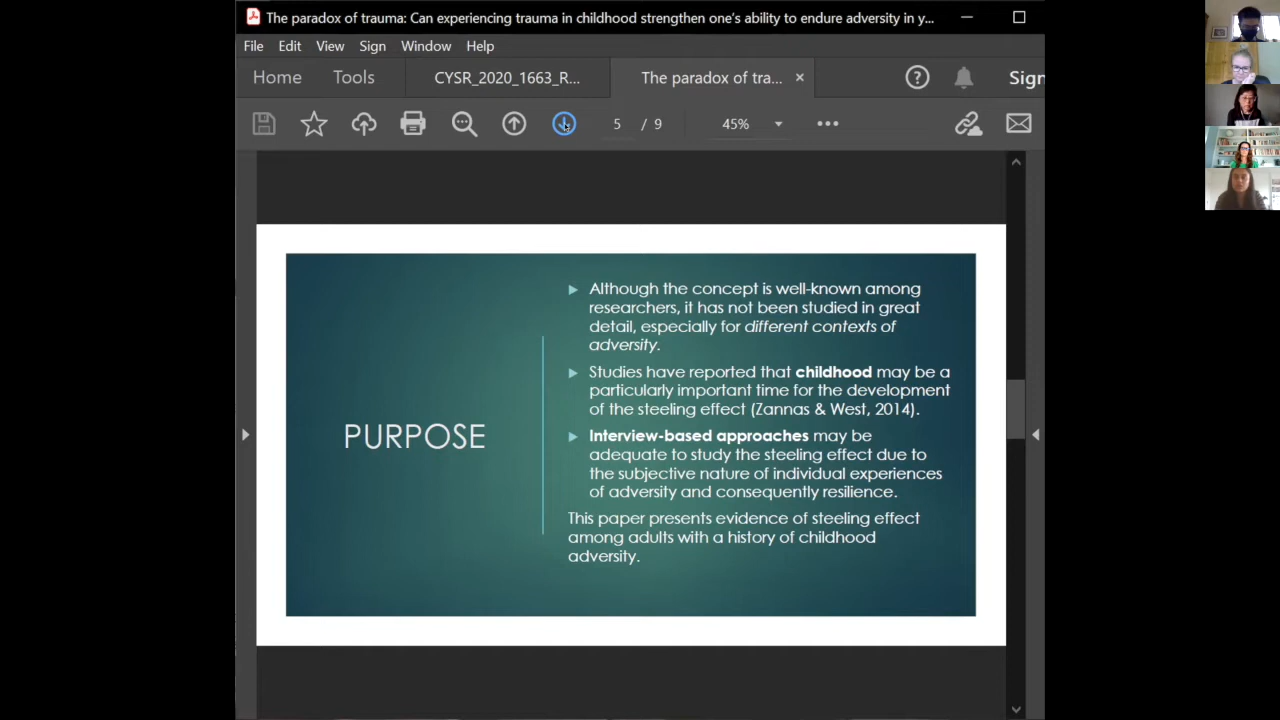 The paradox of trauma: Can experiencing trauma in childhood strengthen one's ability to endure adversity in y...
File Edit View Sign Window Help
Home Tools CYSR_2020_1663_R... The paradox of tra... × Sign
5 / 9 45%
Although the concept is well-known among
researchers, it has not been studied in great
detail, especially for different contexts of
adversity.
Studies have reported that childhood may be a
particularly important time for the development
of the steeling effect (Zannas & West, 2014).
PURPOSE
Interview-based approaches may be
adequate to study the steeling effect due to
the subjective nature of individual experiences
of adversity and consequently resilience.
This paper presents evidence of steeling effect
among adults with a history of childhood
adversity.